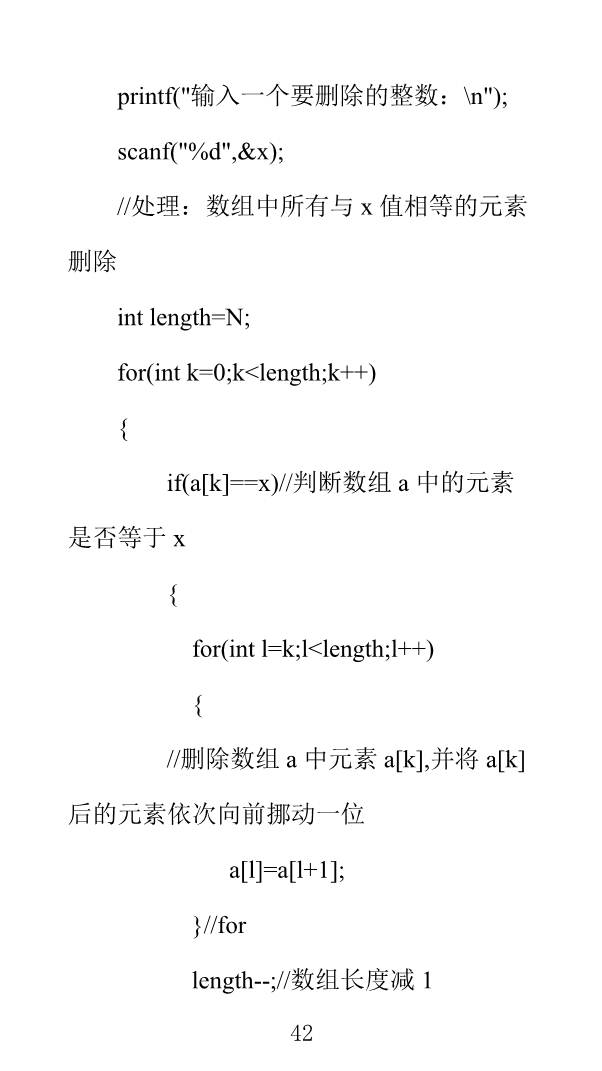 printf("输入一个要删除的整数：\n");
scanf("%d",&x);
//处理：数组中所有与 x 值相等的元素
删除
int length=N;
for(int k=0;k<length;k++)
{
if(a[k]==x)//判断数组 a 中的元素
是否等于 x
{
for(int l=k;l<length;l++)
{
//删除数组 a 中元素 a[k],并将 a[k]
后的元素依次向前挪动一位
a[l]=a[l+1];
}//for
length--;//数组长度减 1
42